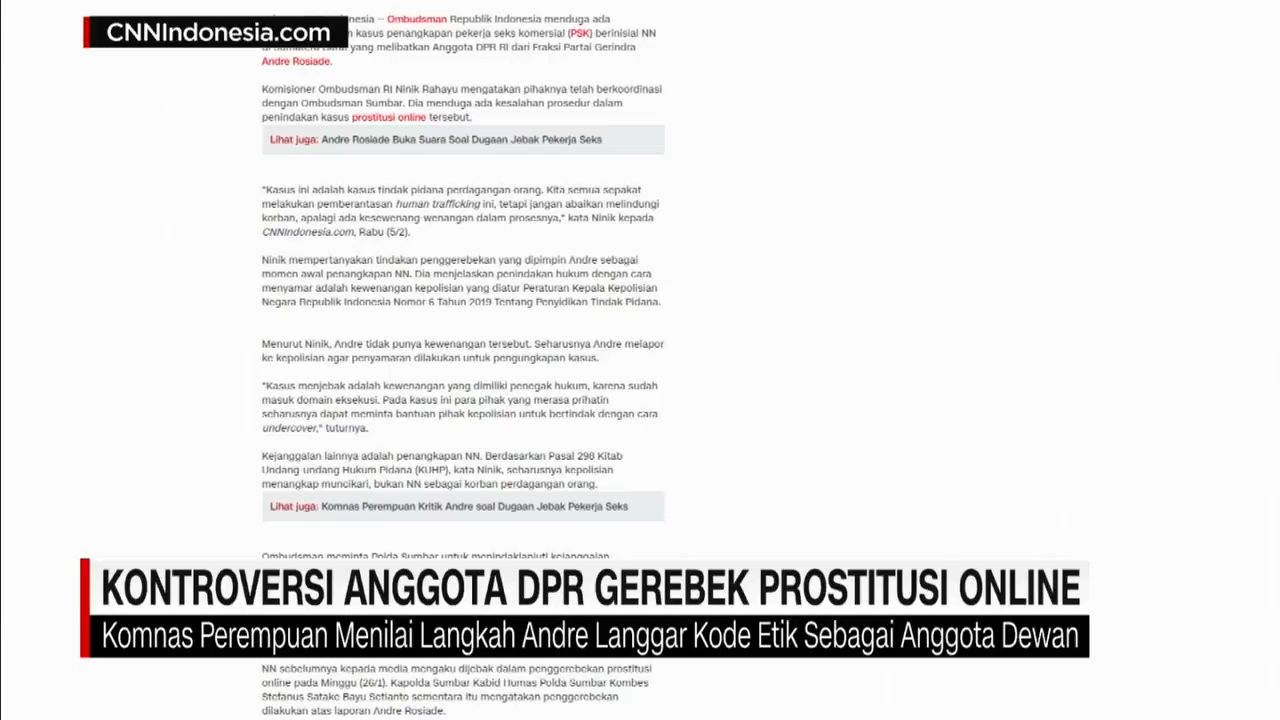 CNNIndonesia.com
nesia -- Ombudsman Republik Indonesia menduga ada
kasus penangkapan pekerja seks komersial (PSK) berinisial NN
yang melibatkan Anggota DPR RI dari Fraksi Partai Gerindra
Andre Rosiade.
Komisioner Ombudsman RI Ninik Rahayu mengatakan pihaknya telah berkoordinasi
dengan Ombudsman Sumbar. Dia menduga ada kesalahan prosedur dalam
penindakan kasus prostitusi online tersebut.
Lihat juga: Andre Rosiade Buka Suara Soal Dugaan Jebak Pekerja Seks
"Kasus ini adalah kasus tindak pidana perdagangan orang. Kita semua sepakat
melakukan pemberantasan human trafficking ini, tetapi jangan abaikan melindungi
korban, apalagi ada kesewenang-wenangan dalam prosesnya," kata Ninik kepada
CNNIndonesia.com, Rabu (5/2).
Ninik mempertanyakan tindakan penggerebekan yang dipimpin Andre sebagai
momen awal penangkapan NN. Dia menjelaskan penindakan hukum dengan cara
menyamar adalah kewenangan kepolisian yang diatur Peraturan Kepala Kepolisian
Negara Republik Indonesia Nomor 6 Tahun 2019 Tentang Penyidikan Tindak Pidana.
Menurut Ninik, Andre tidak punya kewenangan tersebut. Seharusnya Andre melapor
ke kepolisian agar penyamaran dilakukan untuk pengungkapan kasus.
"Kasus menjebak adalah kewenangan yang dimiliki penegak hukum, karena sudah
masuk domain eksekusi. Pada kasus ini para pihak yang merasa prihatin
seharusnya dapat meminta bantuan pihak kepolisian untuk bertindak dengan cara
undercover," tuturnya.
Kejanggalan lainnya adalah penangkapan NN. Berdasarkan Pasal 298 Kitab
Undang-undang Hukum Pidana (KUHP), kata Ninik, seharusnya kepolisian
menangkap muncikari, bukan NN sebagai korban perdagangan orang.
Lihat juga: Komnas Perempuan Kritik Andre soal Dugaan Jebak Pekerja Seks
Ombudsman meminta Polda Sumbar untuk menindaklanjuti kejanggalan
KONTROVERSI ANGGOTA DPR GEREBEK PROSTITUSI ONLINE
Komnas Perempuan Menilai Langkah Andre Langgar Kode Etik Sebagai Anggota Dewan
NN sebelumnya kepada media mengaku dijebak dalam penggerebekan prostitusi
online pada Minggu (26/1). Kapolda Sumbar Kabid Humas Polda Sumbar Kombes
Stefanus Satake Bayu Setianto sementara itu mengatakan penggerebekan
dilakukan atas laporan Andre Rosiade.